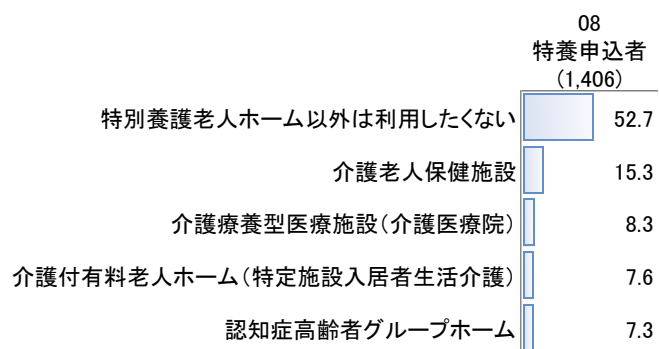 08
特養申込者
(1,406)
特別養護老人ホーム以外は利用したくない 52.7
介護老人保健施設 15.3
介護療養型医療施設（介護医療院） 8.3
介護付有料老人ホーム（特定施設入居者生活介護） 7.6
認知症高齢者グループホーム 7.3